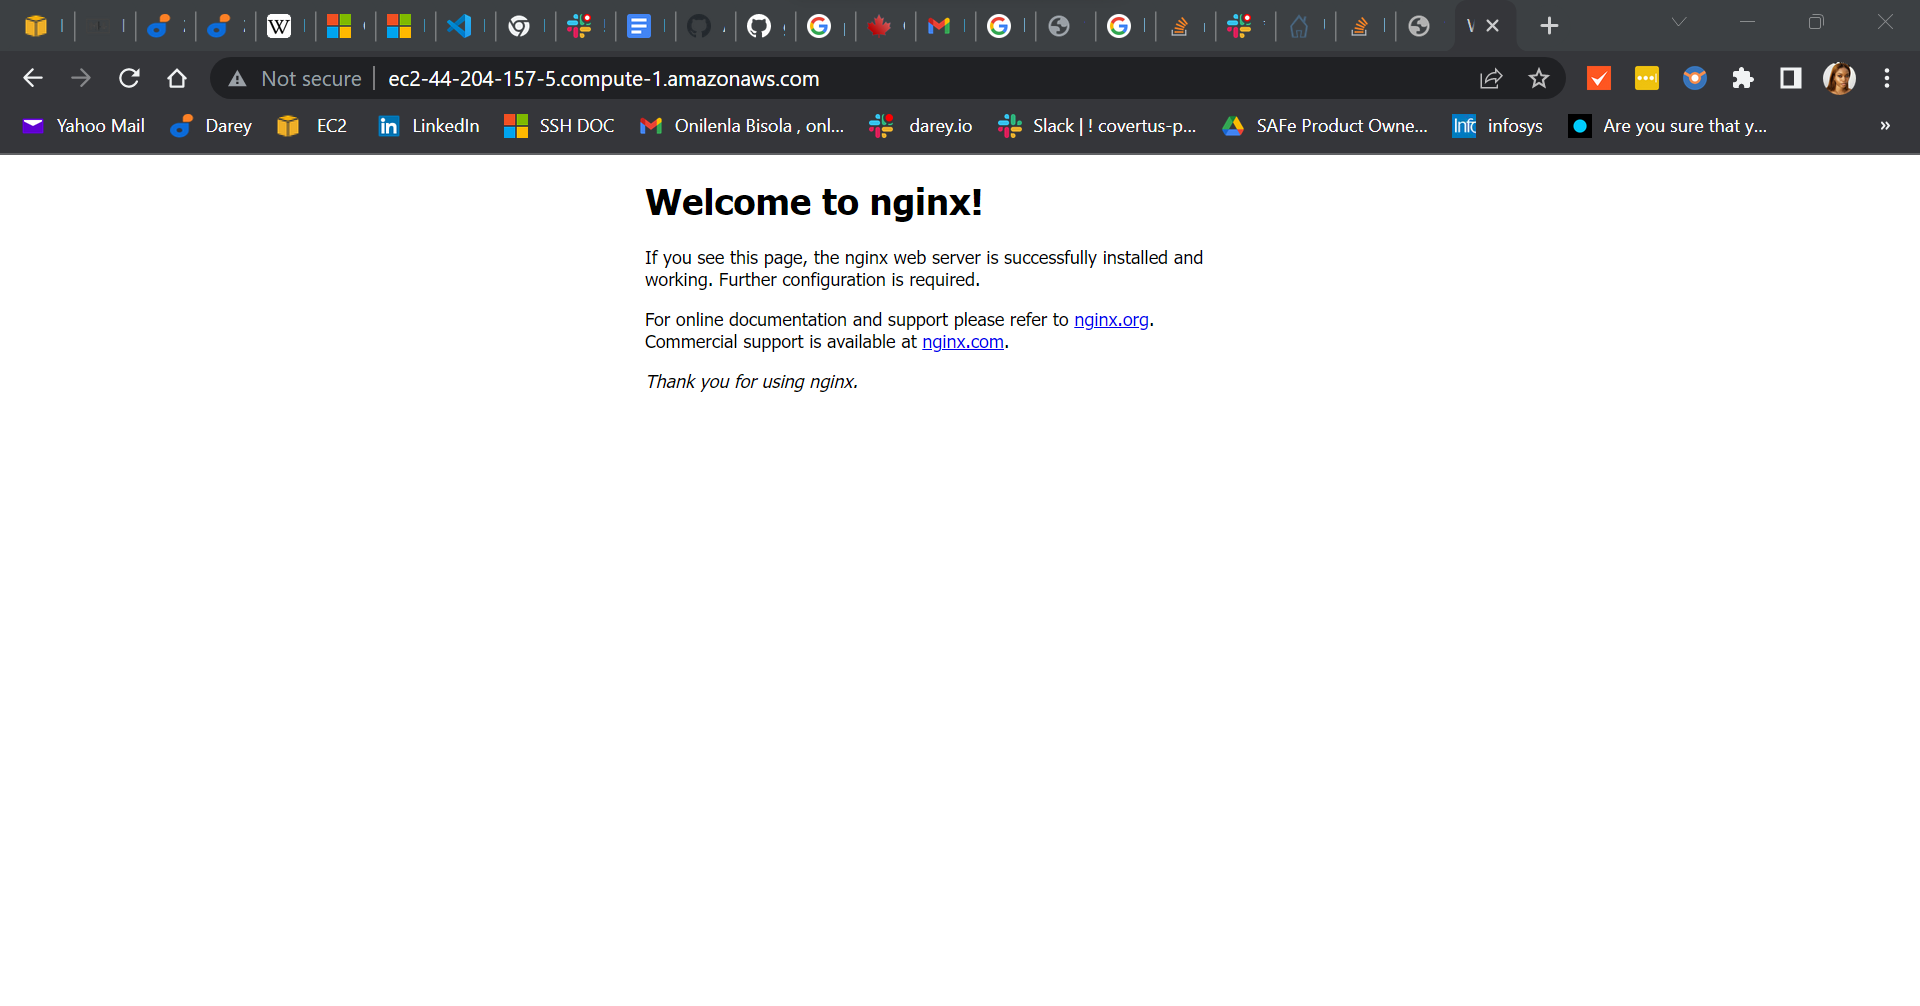 Not secure | ec2-44-204-157-5.compute-1.amazonaws.com
Yahoo Mail Darey EC2 LinkedIn SSH DOC Onilenla Bisola , onl... darey.io Slack | ! covertus-p... SAFe Product Owne... infosys Are you sure that y... »
Welcome to nginx!
If you see this page, the nginx web server is successfully installed and
working. Further configuration is required.
For online documentation and support please refer to nginx.org.
Commercial support is available at nginx.com.
Thank you for using nginx.